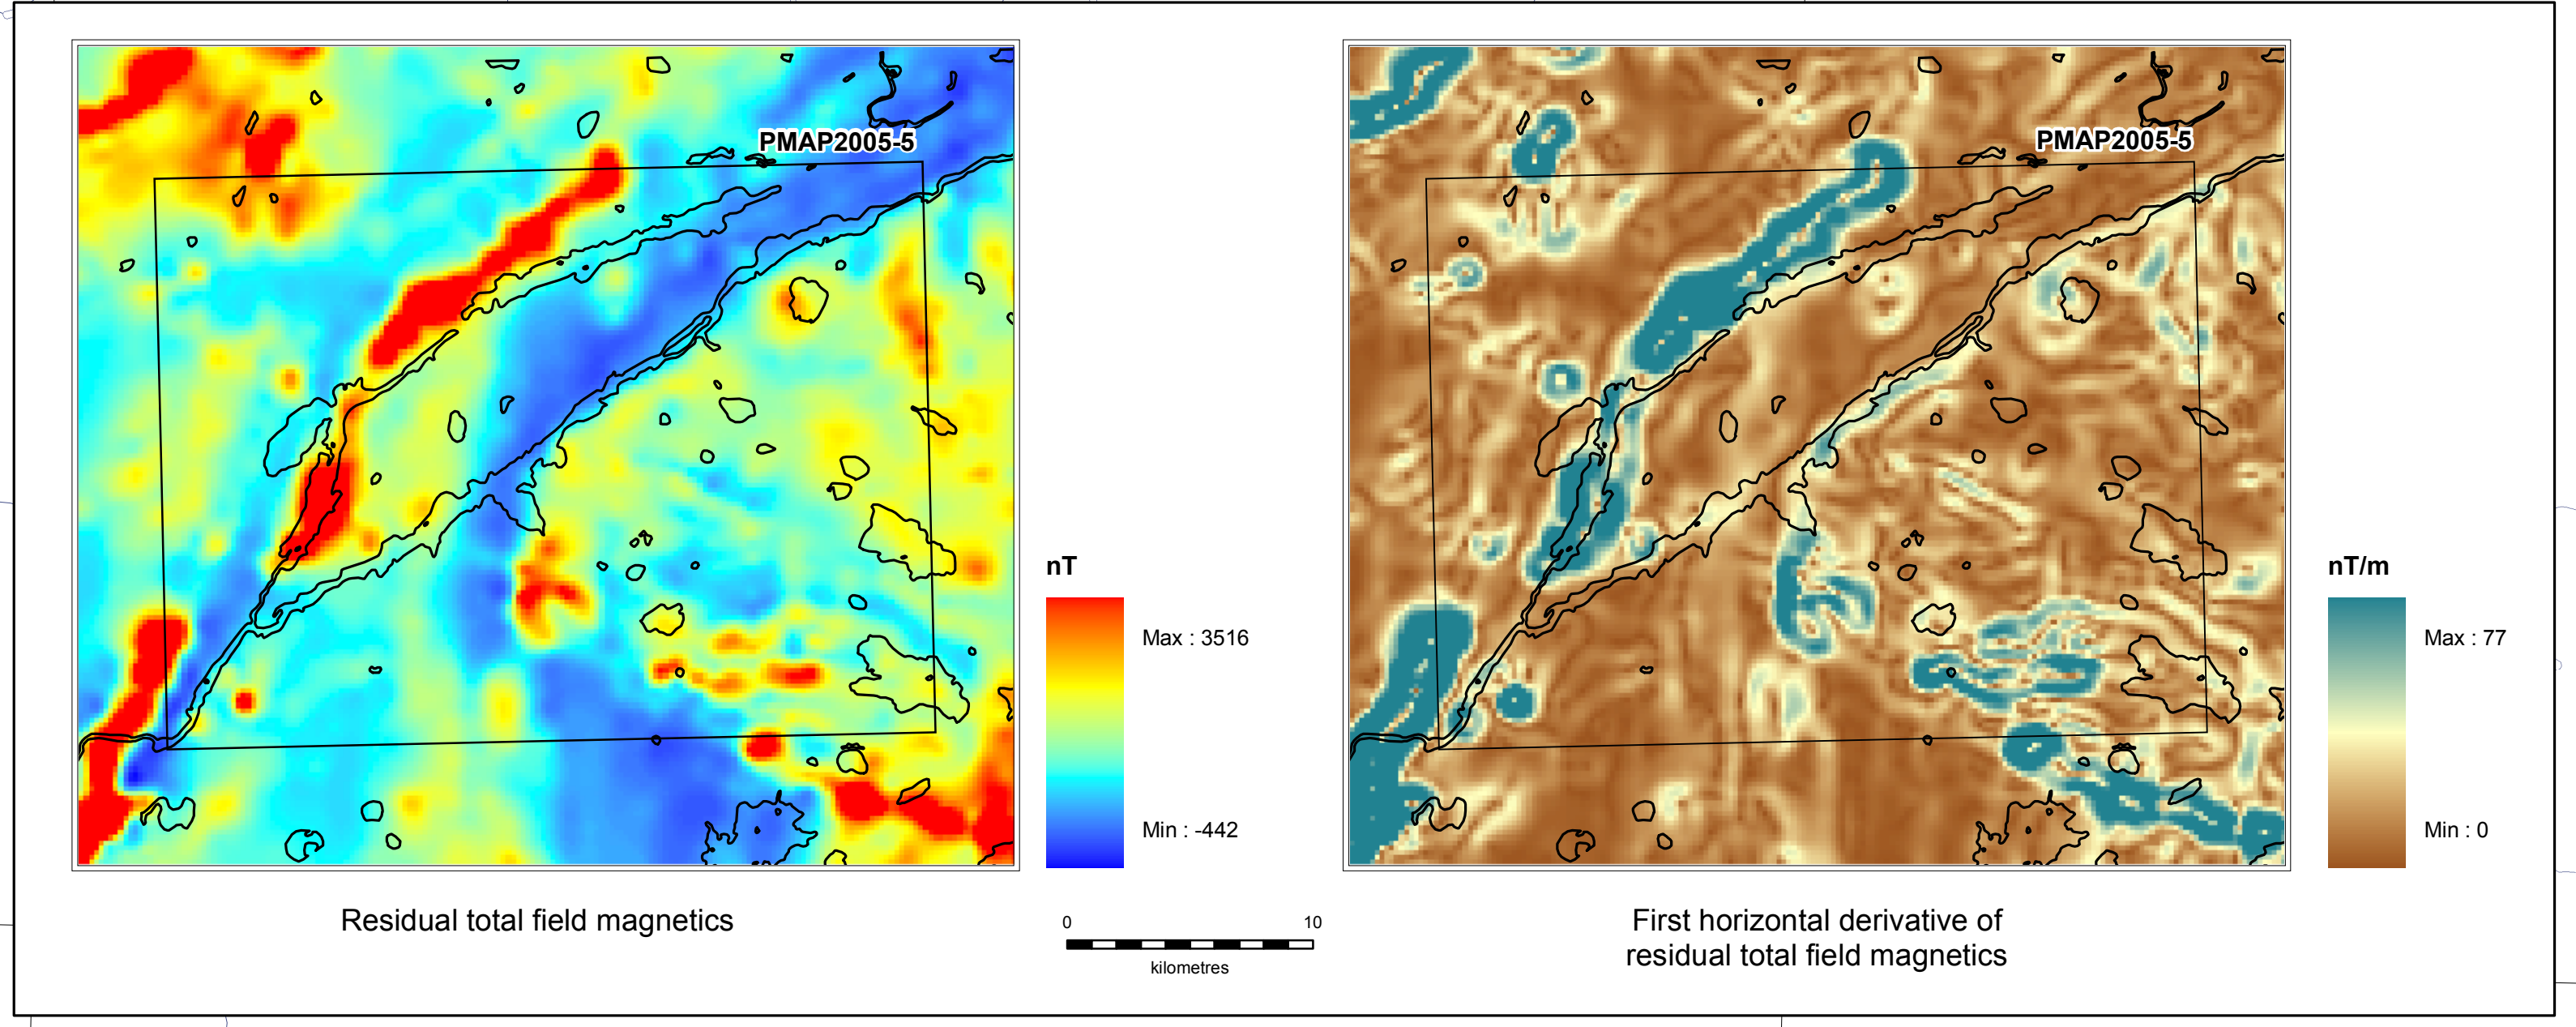 PMAP2005-5
PMAP2005-5
nT
Max : 3516
Min : -442
nT/m
Max : 77
Min : 0
Residual total field magnetics
0 10
kilometres
First horizontal derivative of
residual total field magnetics